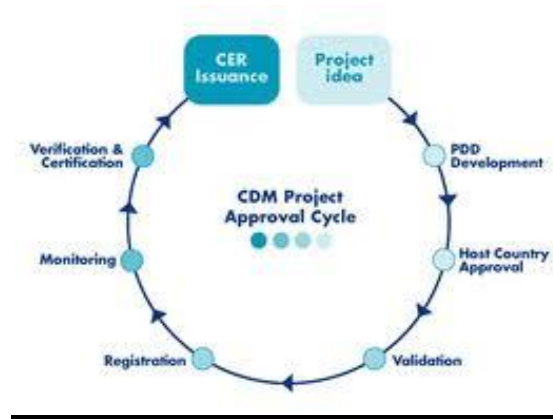 CER
Issuance
Project
idea
PDD
Development
Host Country
Approval
Validation
Registration
Monitoring
Verification &
Certification
CDM Project
Approval Cycle